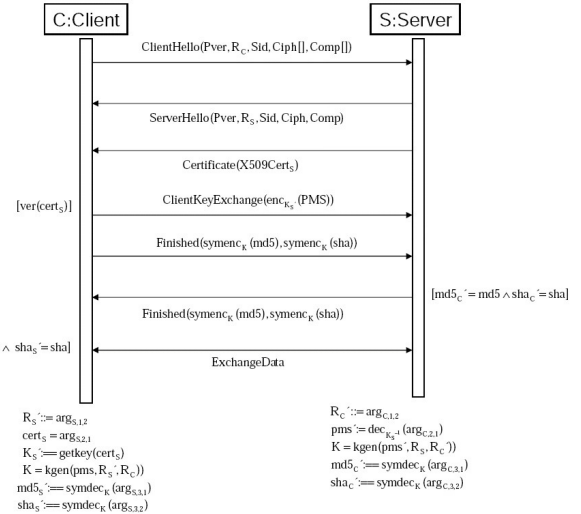 C:Client
S:Server
ClientHello(Pver,R_C,Sid,Ciph[],Comp[])
ServerHello(Pver,R_S,Sid,Ciph,Comp)
Certificate(X509Cert_S)
[ver(cert_S)]
ClientKeyExchange(enc_K_S´(PMS))
Finished(symenc_K(md5),symenc_K(sha))
[md5_C´=md5 ∧ sha_C´=sha]
Finished(symenc_K(md5),symenc_K(sha))
∧ sha_S´=sha]
ExchangeData
R_S´::=arg_S,1,2
cert_S=arg_S,2,1
K_S´:==getkey(cert_S)
K=kgen(pms,R_S´,R_C))
md5_S´:==symdec_K(arg_S,3,1)
sha_S´:==symdec_K(arg_S,3,2)
R_C´::=arg_C,1,2
pms´:=dec_K_S⁻¹(arg_C,2,1)
K=kgen(pms´,R_S,R_C´))
md5_C´:==symdec_K(arg_C,3,1)
sha_C´:==symdec_K(arg_C,3,2)